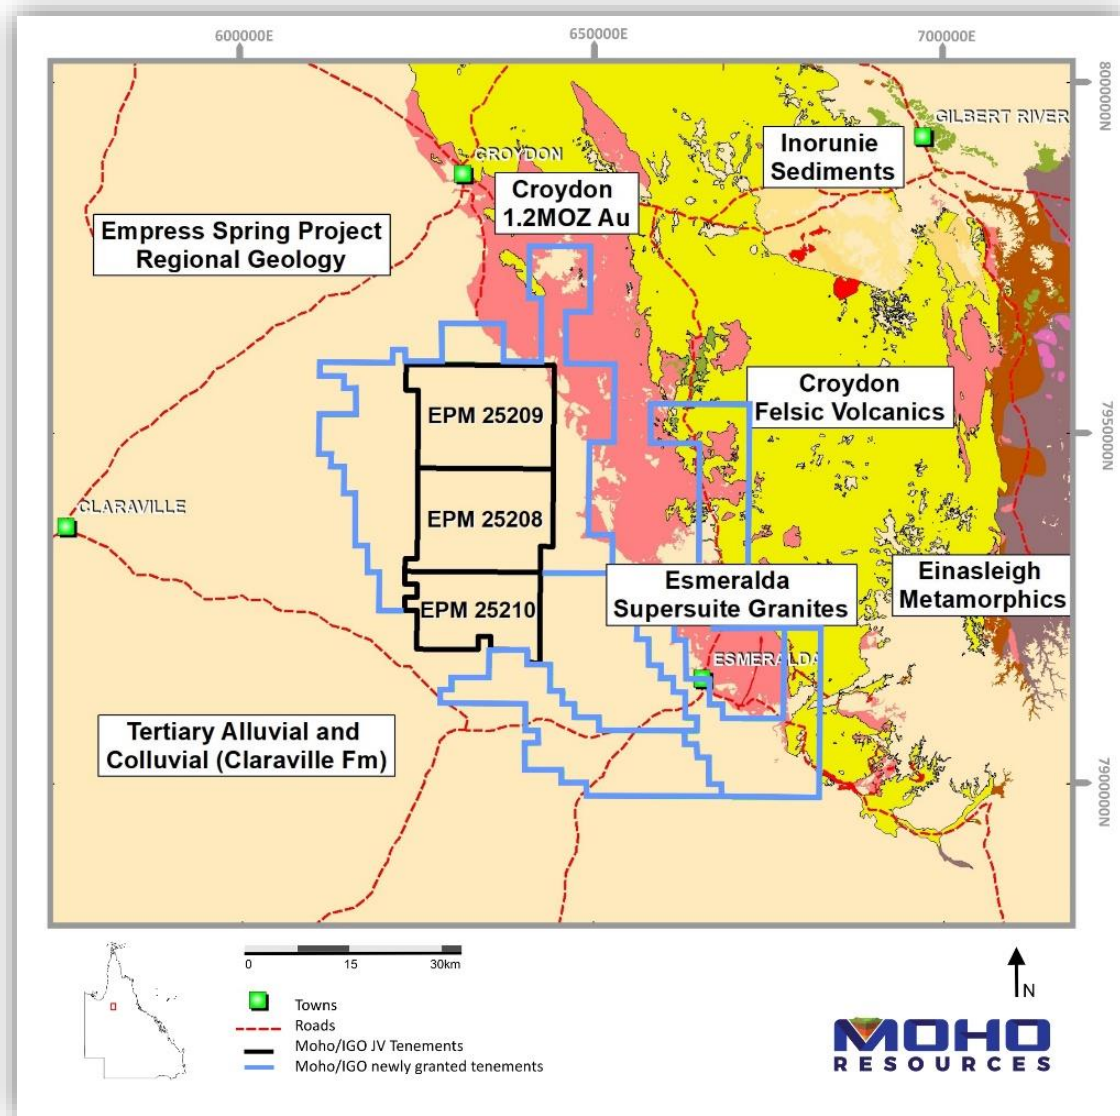 600000E
650000E
700000E
8000000N
GILBERT RIVER
Inorunie
Sediments
CROYDON
Croydon
1.2MOZ Au
Empress Spring Project
Regional Geology
Croydon
Felsic Volcanics
EPM 25209
7950000N
CLARAVILLE
EPM 25208
Esmeralda
Supersuite Granites
Einasleigh
Metamorphics
EPM 25210
ESMERALDA
Tertiary Alluvial and
Colluvial (Claraville Fm)
7900000N
0 15 30km
N
Towns
Roads
Moho/IGO JV Tenements
Moho/IGO newly granted tenements
MOHO
RESOURCES